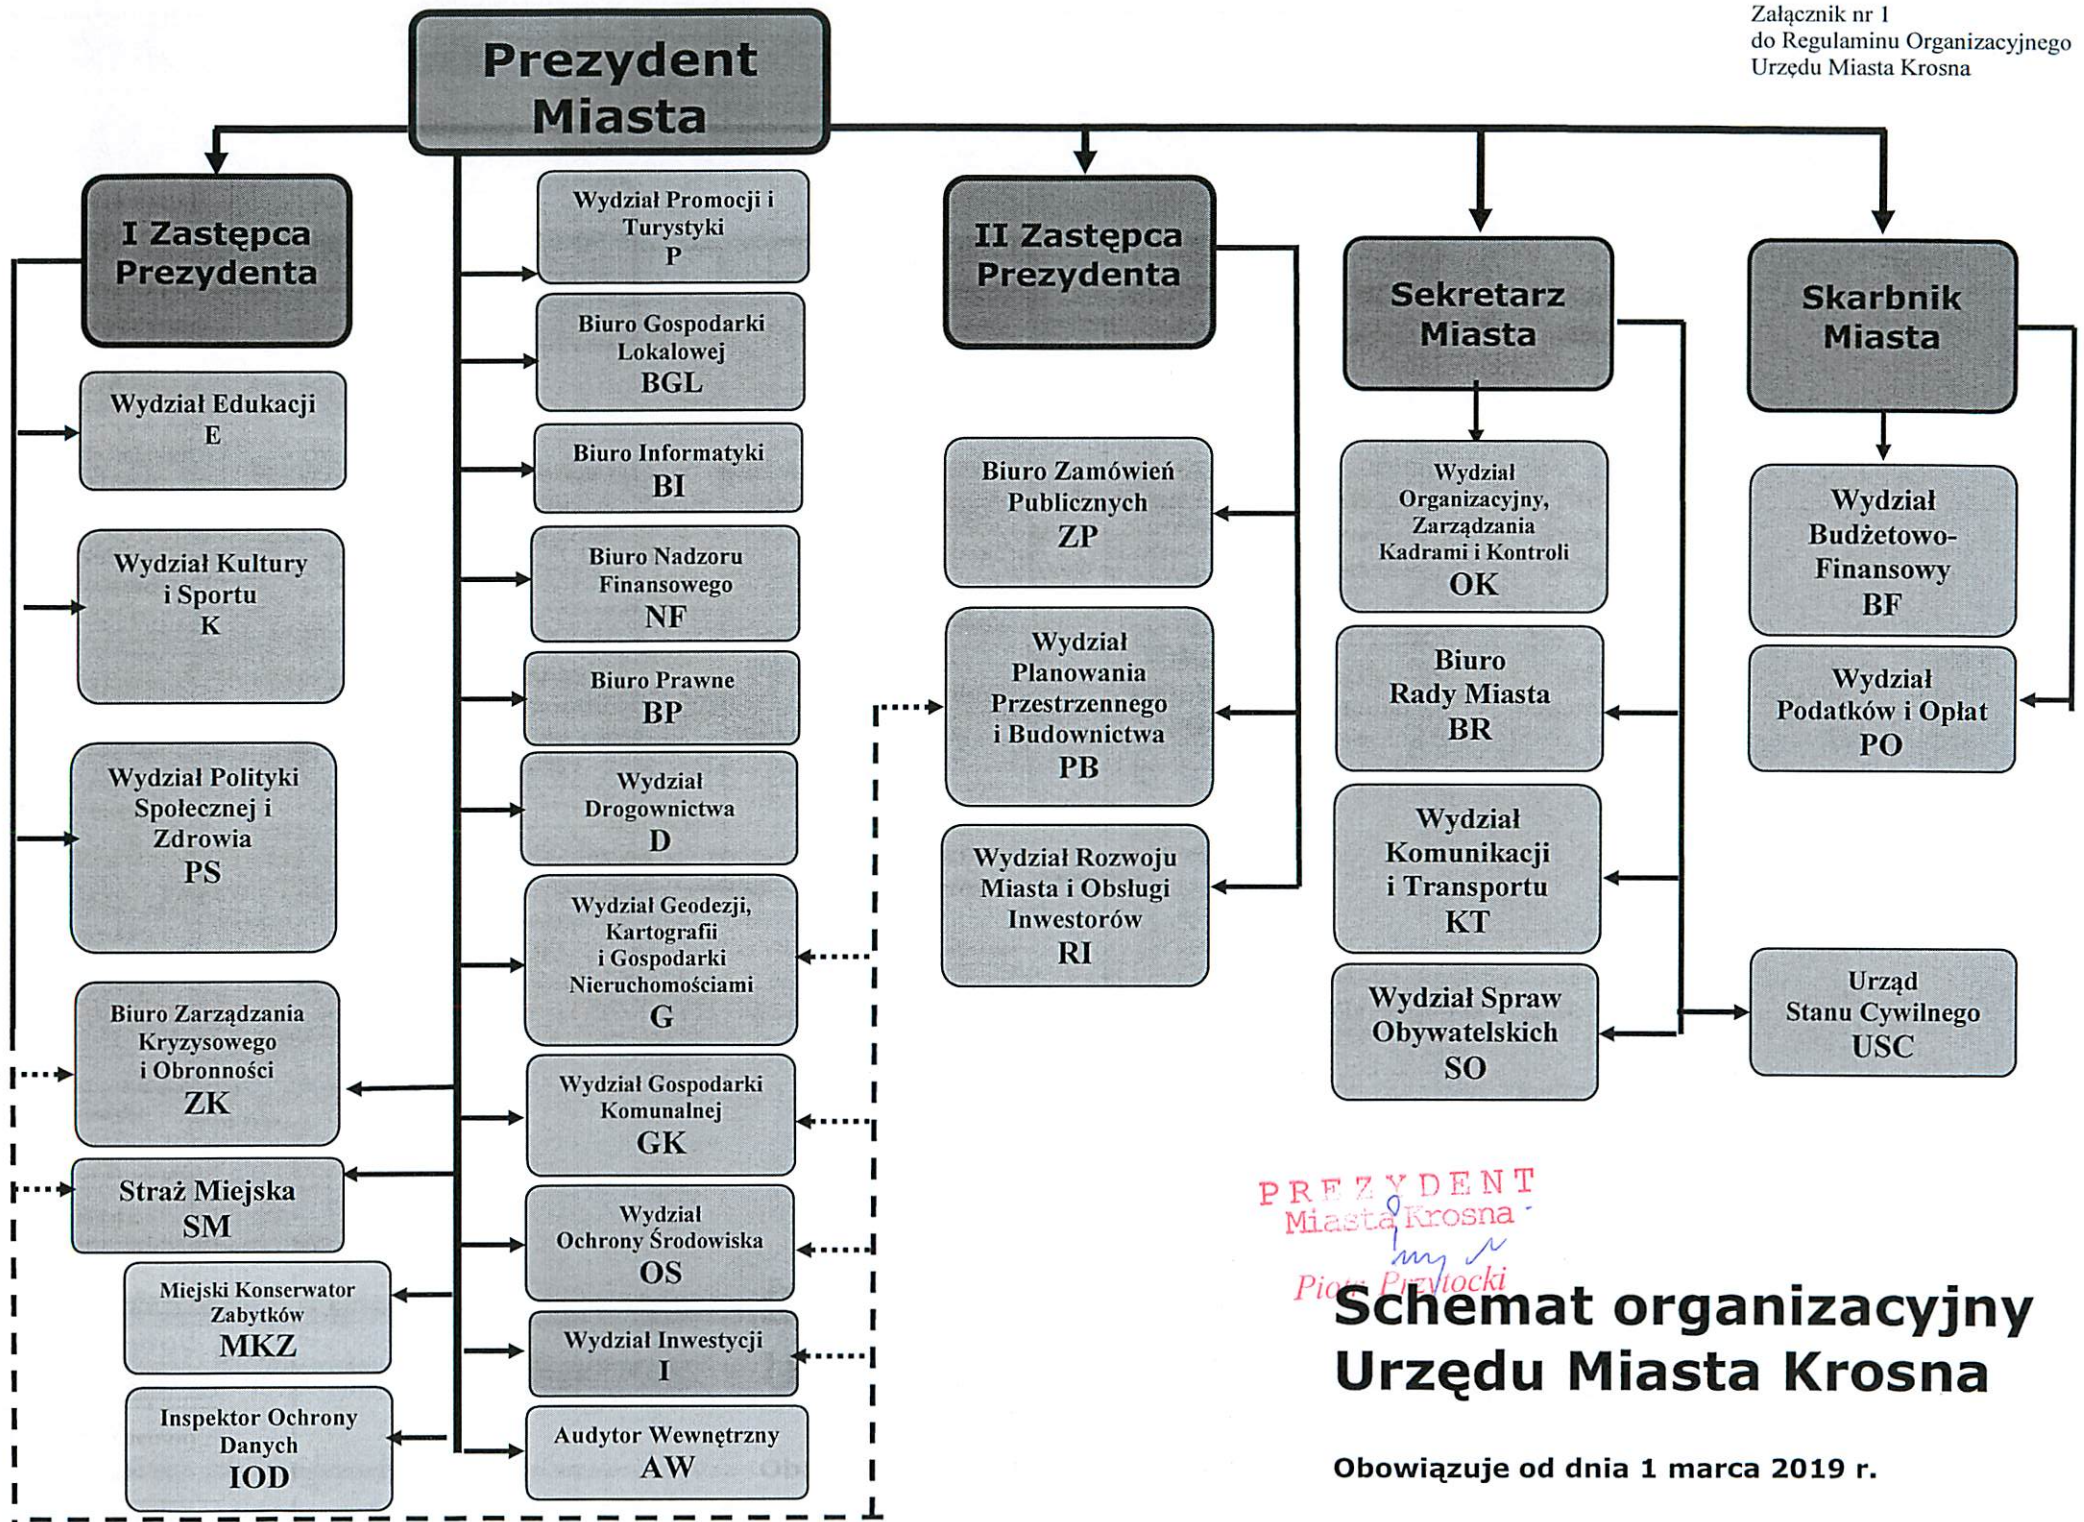 Załącznik nr 1
do Regulaminu Organizacyjnego
Urzędu Miasta Krosna
Prezydent
Miasta
I Zastępca
Prezydenta
Wydział Edukacji
E
Wydział Kultury
i Sportu
K
Wydział Polityki
Społecznej i
Zdrowia
PS
Biuro Zarządzania
Kryzysowego
i Obronności
ZK
Straż Miejska
SM
Miejski Konserwator
Zabytków
MKZ
Inspektor Ochrony
Danych
IOD
Wydział Promocji i
Turystyki
P
Biuro Gospodarki
Lokalowej
BGL
Biuro Informatyki
BI
Biuro Nadzoru
Finansowego
NF
Biuro Prawne
BP
Wydział
Drogownictwa
D
Wydział Geodezji,
Kartografii
i Gospodarki
Nieruchomościami
G
Wydział Gospodarki
Komunalnej
GK
Wydział
Ochrony Środowiska
OS
Wydział Inwestycji
I
Audytor Wewnętrzny
AW
II Zastępca
Prezydenta
Biuro Zamówień
Publicznych
ZP
Wydział
Planowania
Przestrzennego
i Budownictwa
PB
Wydział Rozwoju
Miasta i Obsługi
Inwestorów
RI
Sekretarz
Miasta
Wydział
Organizacyjny,
Zarządzania
Kadrami i Kontroli
OK
Biuro
Rady Miasta
BR
Wydział
Komunikacji
i Transportu
KT
Wydział Spraw
Obywatelskich
SO
Skarbnik
Miasta
Wydział
Budżetowo-
Finansowy
BF
Wydział
Podatków i Opłat
PO
Urząd
Stanu Cywilnego
USC
PREZYDENT
Miasta Krosna
Piotr Przytocki
Schemat organizacyjny
Urzędu Miasta Krosna
Obowiązuje od dnia 1 marca 2019 r.